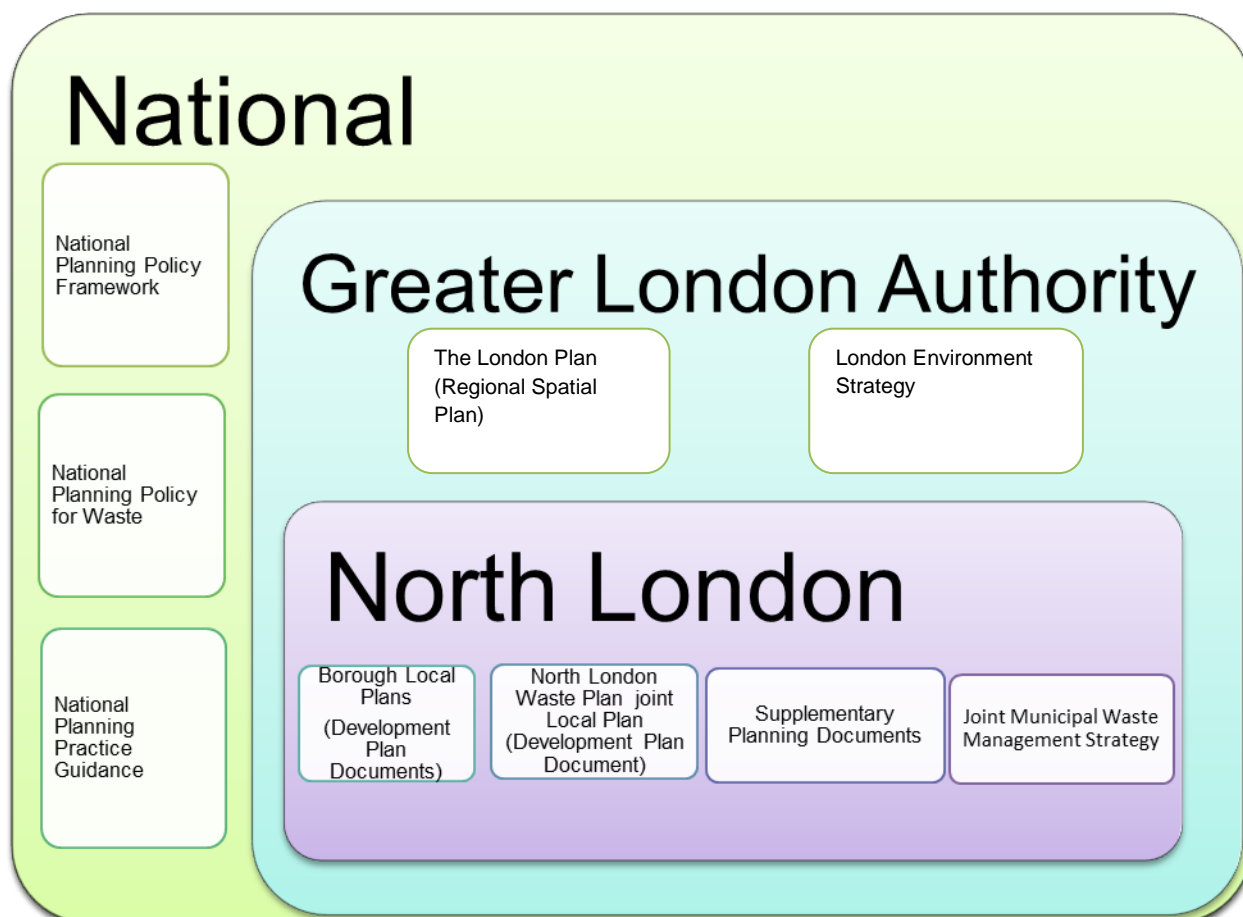 National
National
Planning Policy
Framework
National
Planning Policy
for Waste
National
Planning
Practice
Guidance
Greater London Authority
The London Plan
(Regional Spatial
Plan)
London Environment
Strategy
North London
Borough Local
Plans
(Development
Plan
Documents)
North London
Waste Plan joint
Local Plan
(Development Plan
Document)
Supplementary
Planning Documents
Joint Municipal Waste
Management Strategy